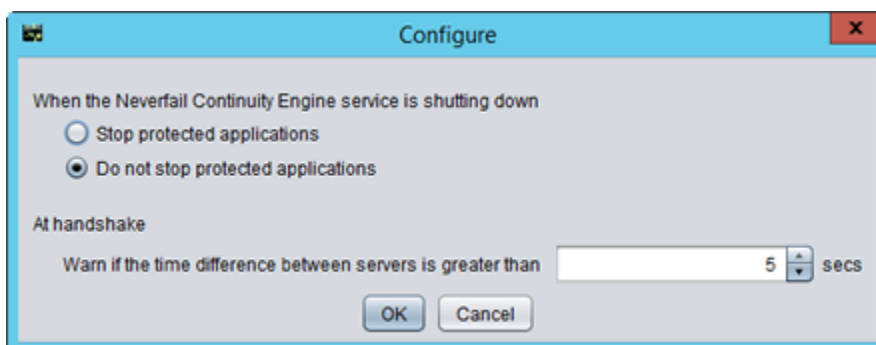 Configure
x
When the Neverfail Continuity Engine service is shutting down
Stop protected applications
Do not stop protected applications
At handshake
Warn if the time difference between servers is greater than 5 secs
OK Cancel